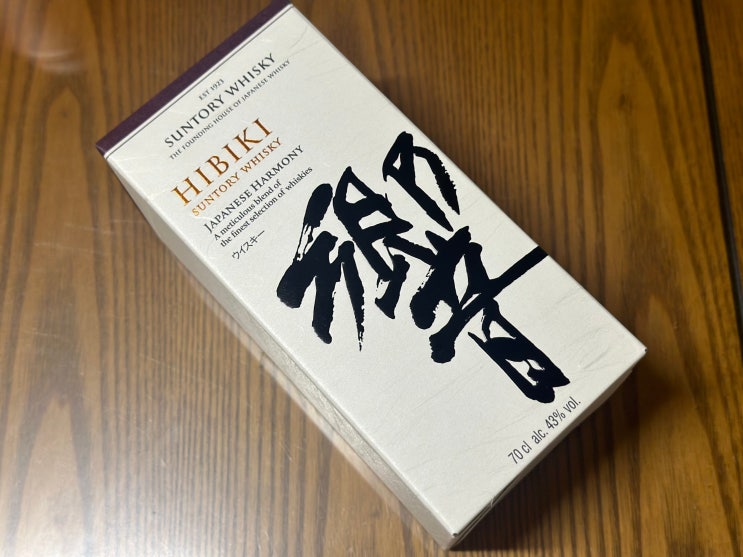 EST 1923
SUNTORY WHISKY
THE FOUNDING HOUSE OF JAPANESE WHISKY
HIBIKI
SUNTORY WHISKY
JAPANESE HARMONY
A meticulous blend of
the finest selection of whiskies
ウイスキー
響
70 cl alc. 43% vol.